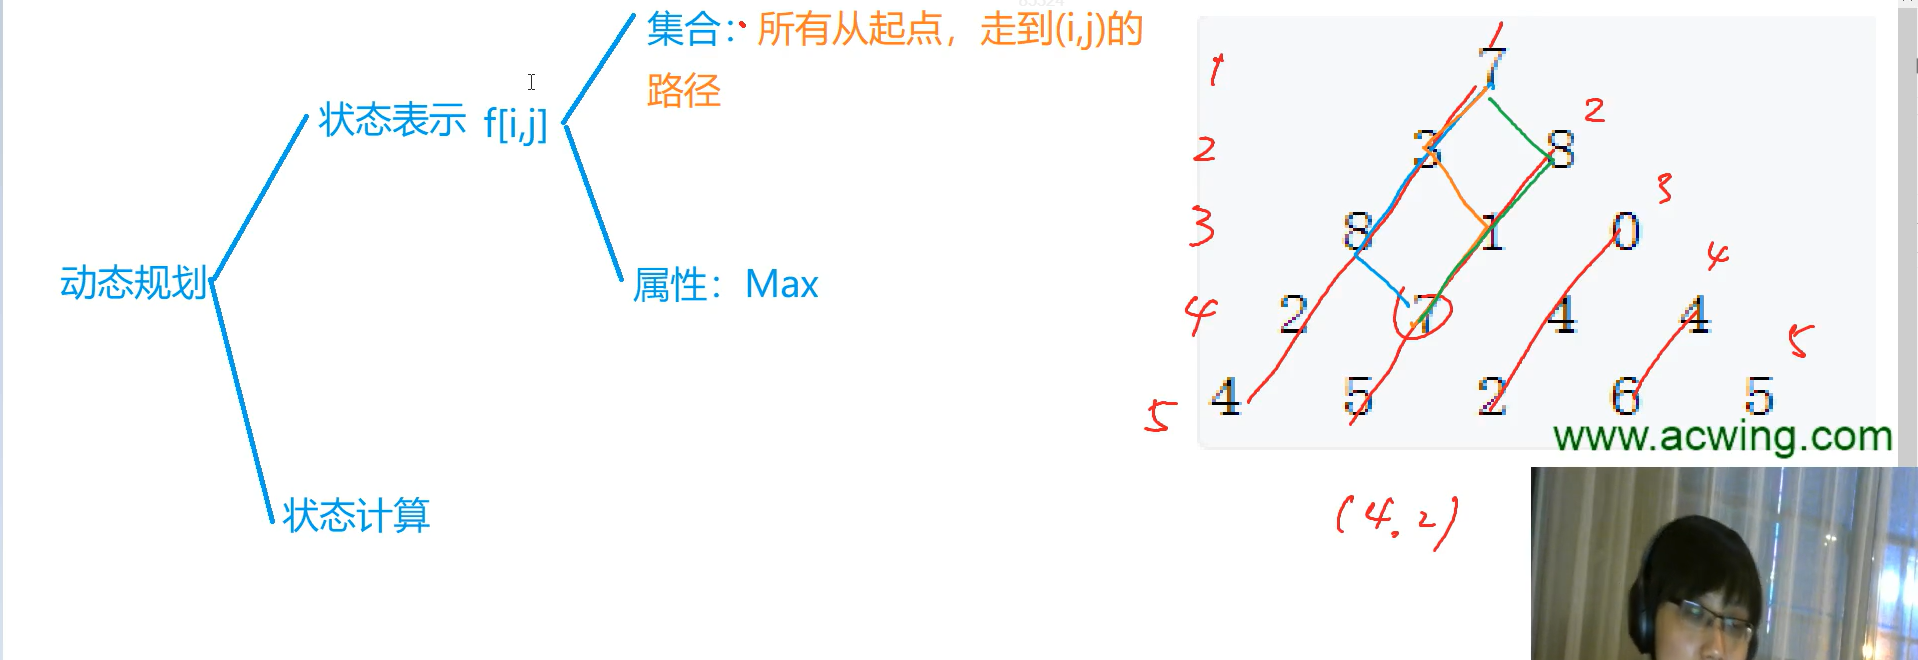 集合：所有从起点，走到(i,j)的
路径
状态表示 f[i,j]
动态规划
属性：Max
状态计算
1 7
2 3 8 2
3 8 1 0 3
4 2 7 4 4 4
5 4 5 2 6 5 5
www.acwing.com
(4.2)